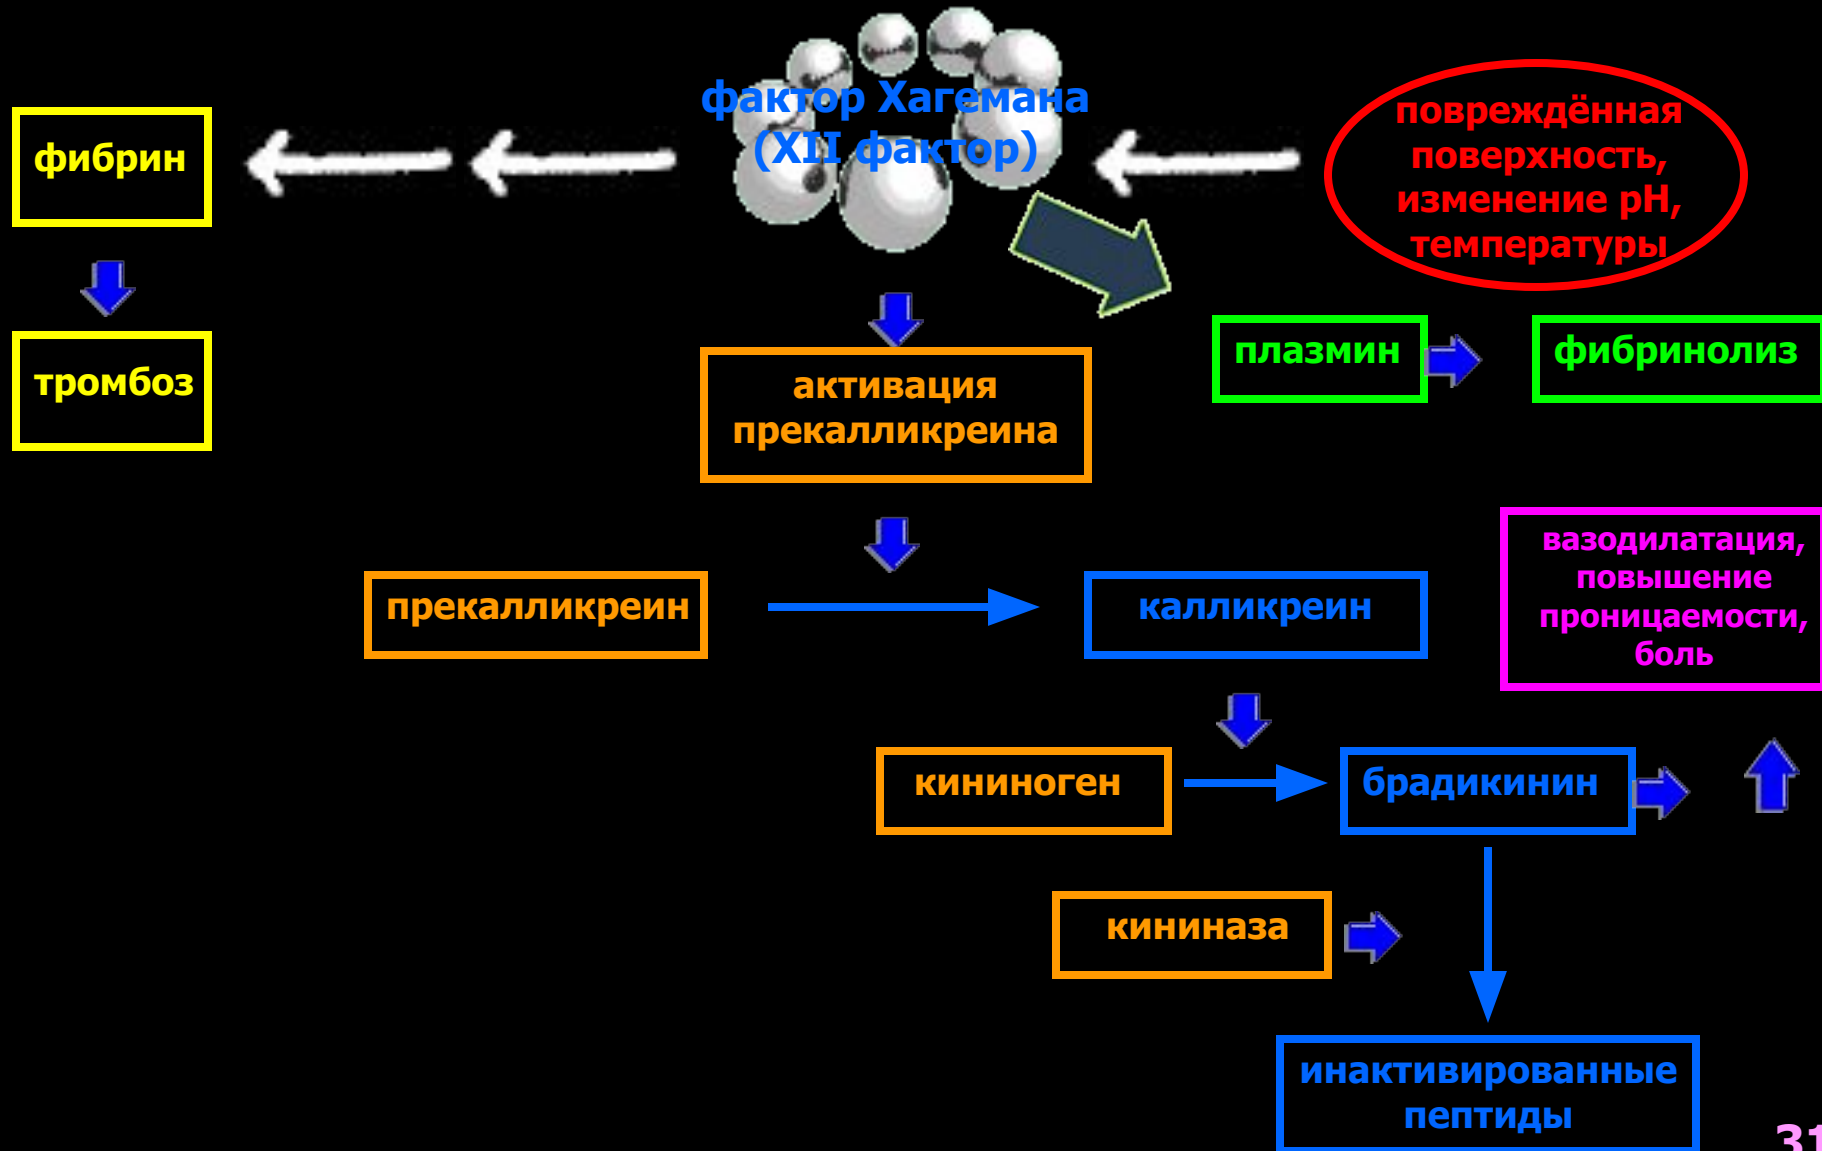 фактор Хагемана
(XII фактор)
повреждённая
поверхность,
изменение pH,
температуры
фибрин
тромбоз
активация
прекалликреина
плазмин
фибринолиз
вазодилатация,
повышение
проницаемости,
боль
прекалликреин
калликреин
кининоген
брадикинин
кининаза
инактивированные
пептиды
31